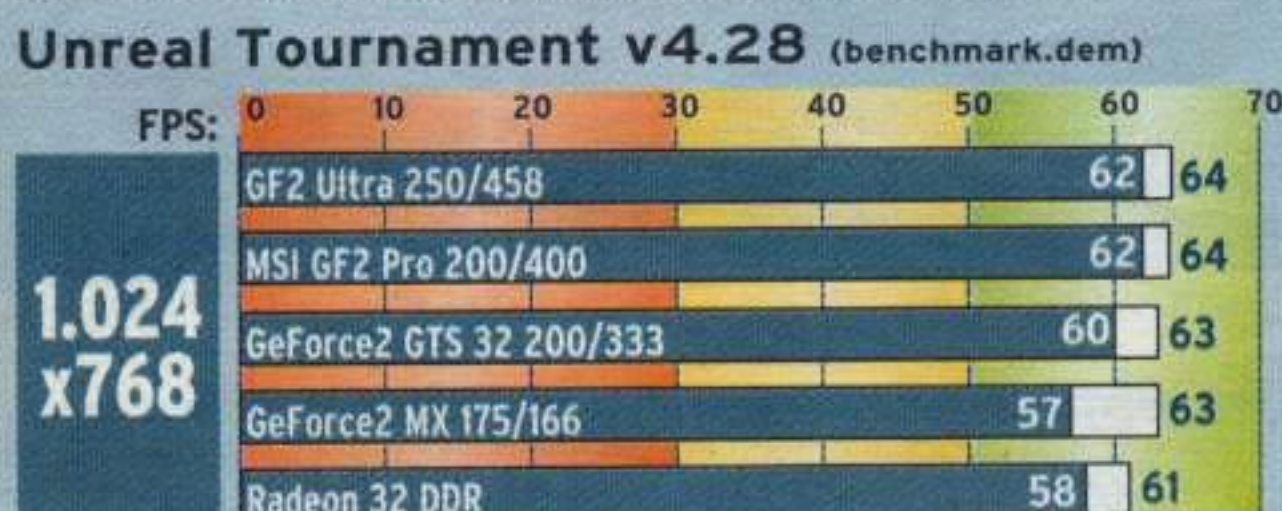 Unreal Tournament v4.28 (benchmark.dem)
FPS: 0 10 20 30 40 50 60 70
GF2 Ultra 250/458 62 64
MSI GF2 Pro 200/400 62 64
1.024
x768
GeForce2 GTS 32 200/333 60 63
GeForce2 MX 175/166 57 63
Radeon 32 DDR 58 61